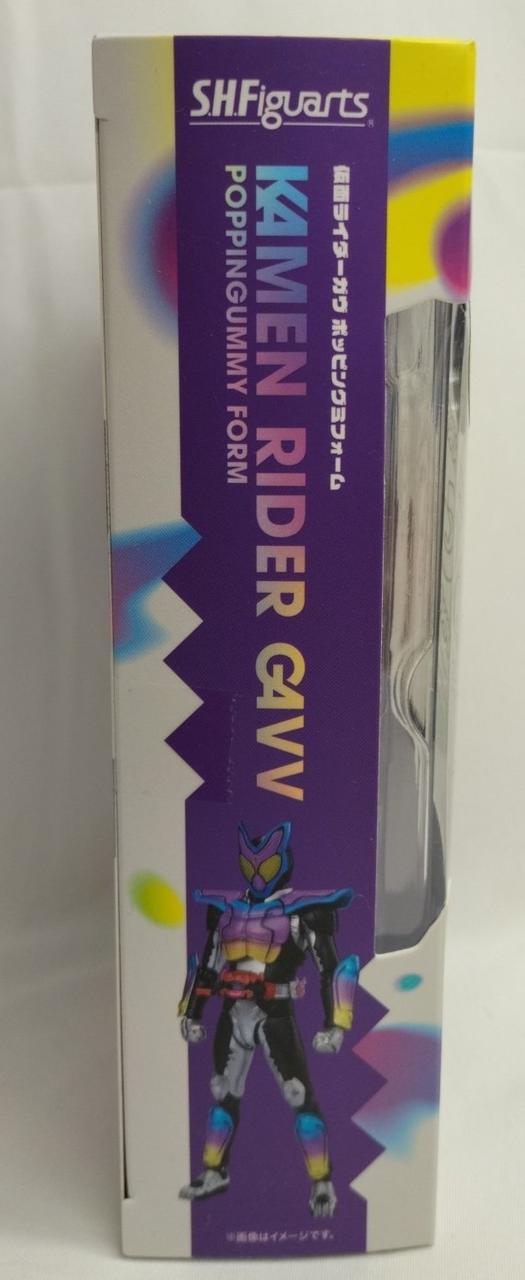 S.H.Figuarts
仮面ライダーガヴ ポッピングミフォーム
KAMEN RIDER GAVV
POPPINGUMMY FORM
※画像はイメージです。